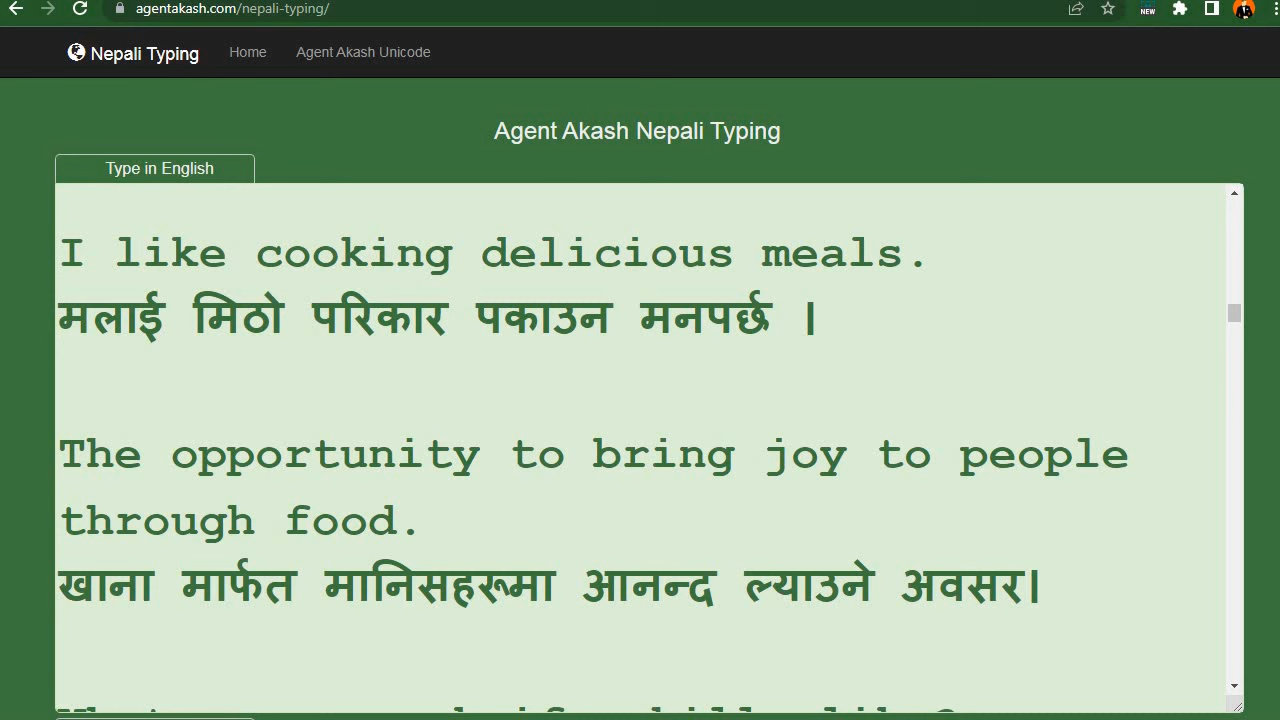 agentakash.com/nepali-typing/
NEW
Nepali Typing Home Agent Akash Unicode
Agent Akash Nepali Typing
Type in English
I like cooking delicious meals.
मलाई मिठो परिकार पकाउन मनपर्छ ।
The opportunity to bring joy to people
through food.
खाना मार्फत मानिसहरूमा आनन्द ल्याउने अवसर।